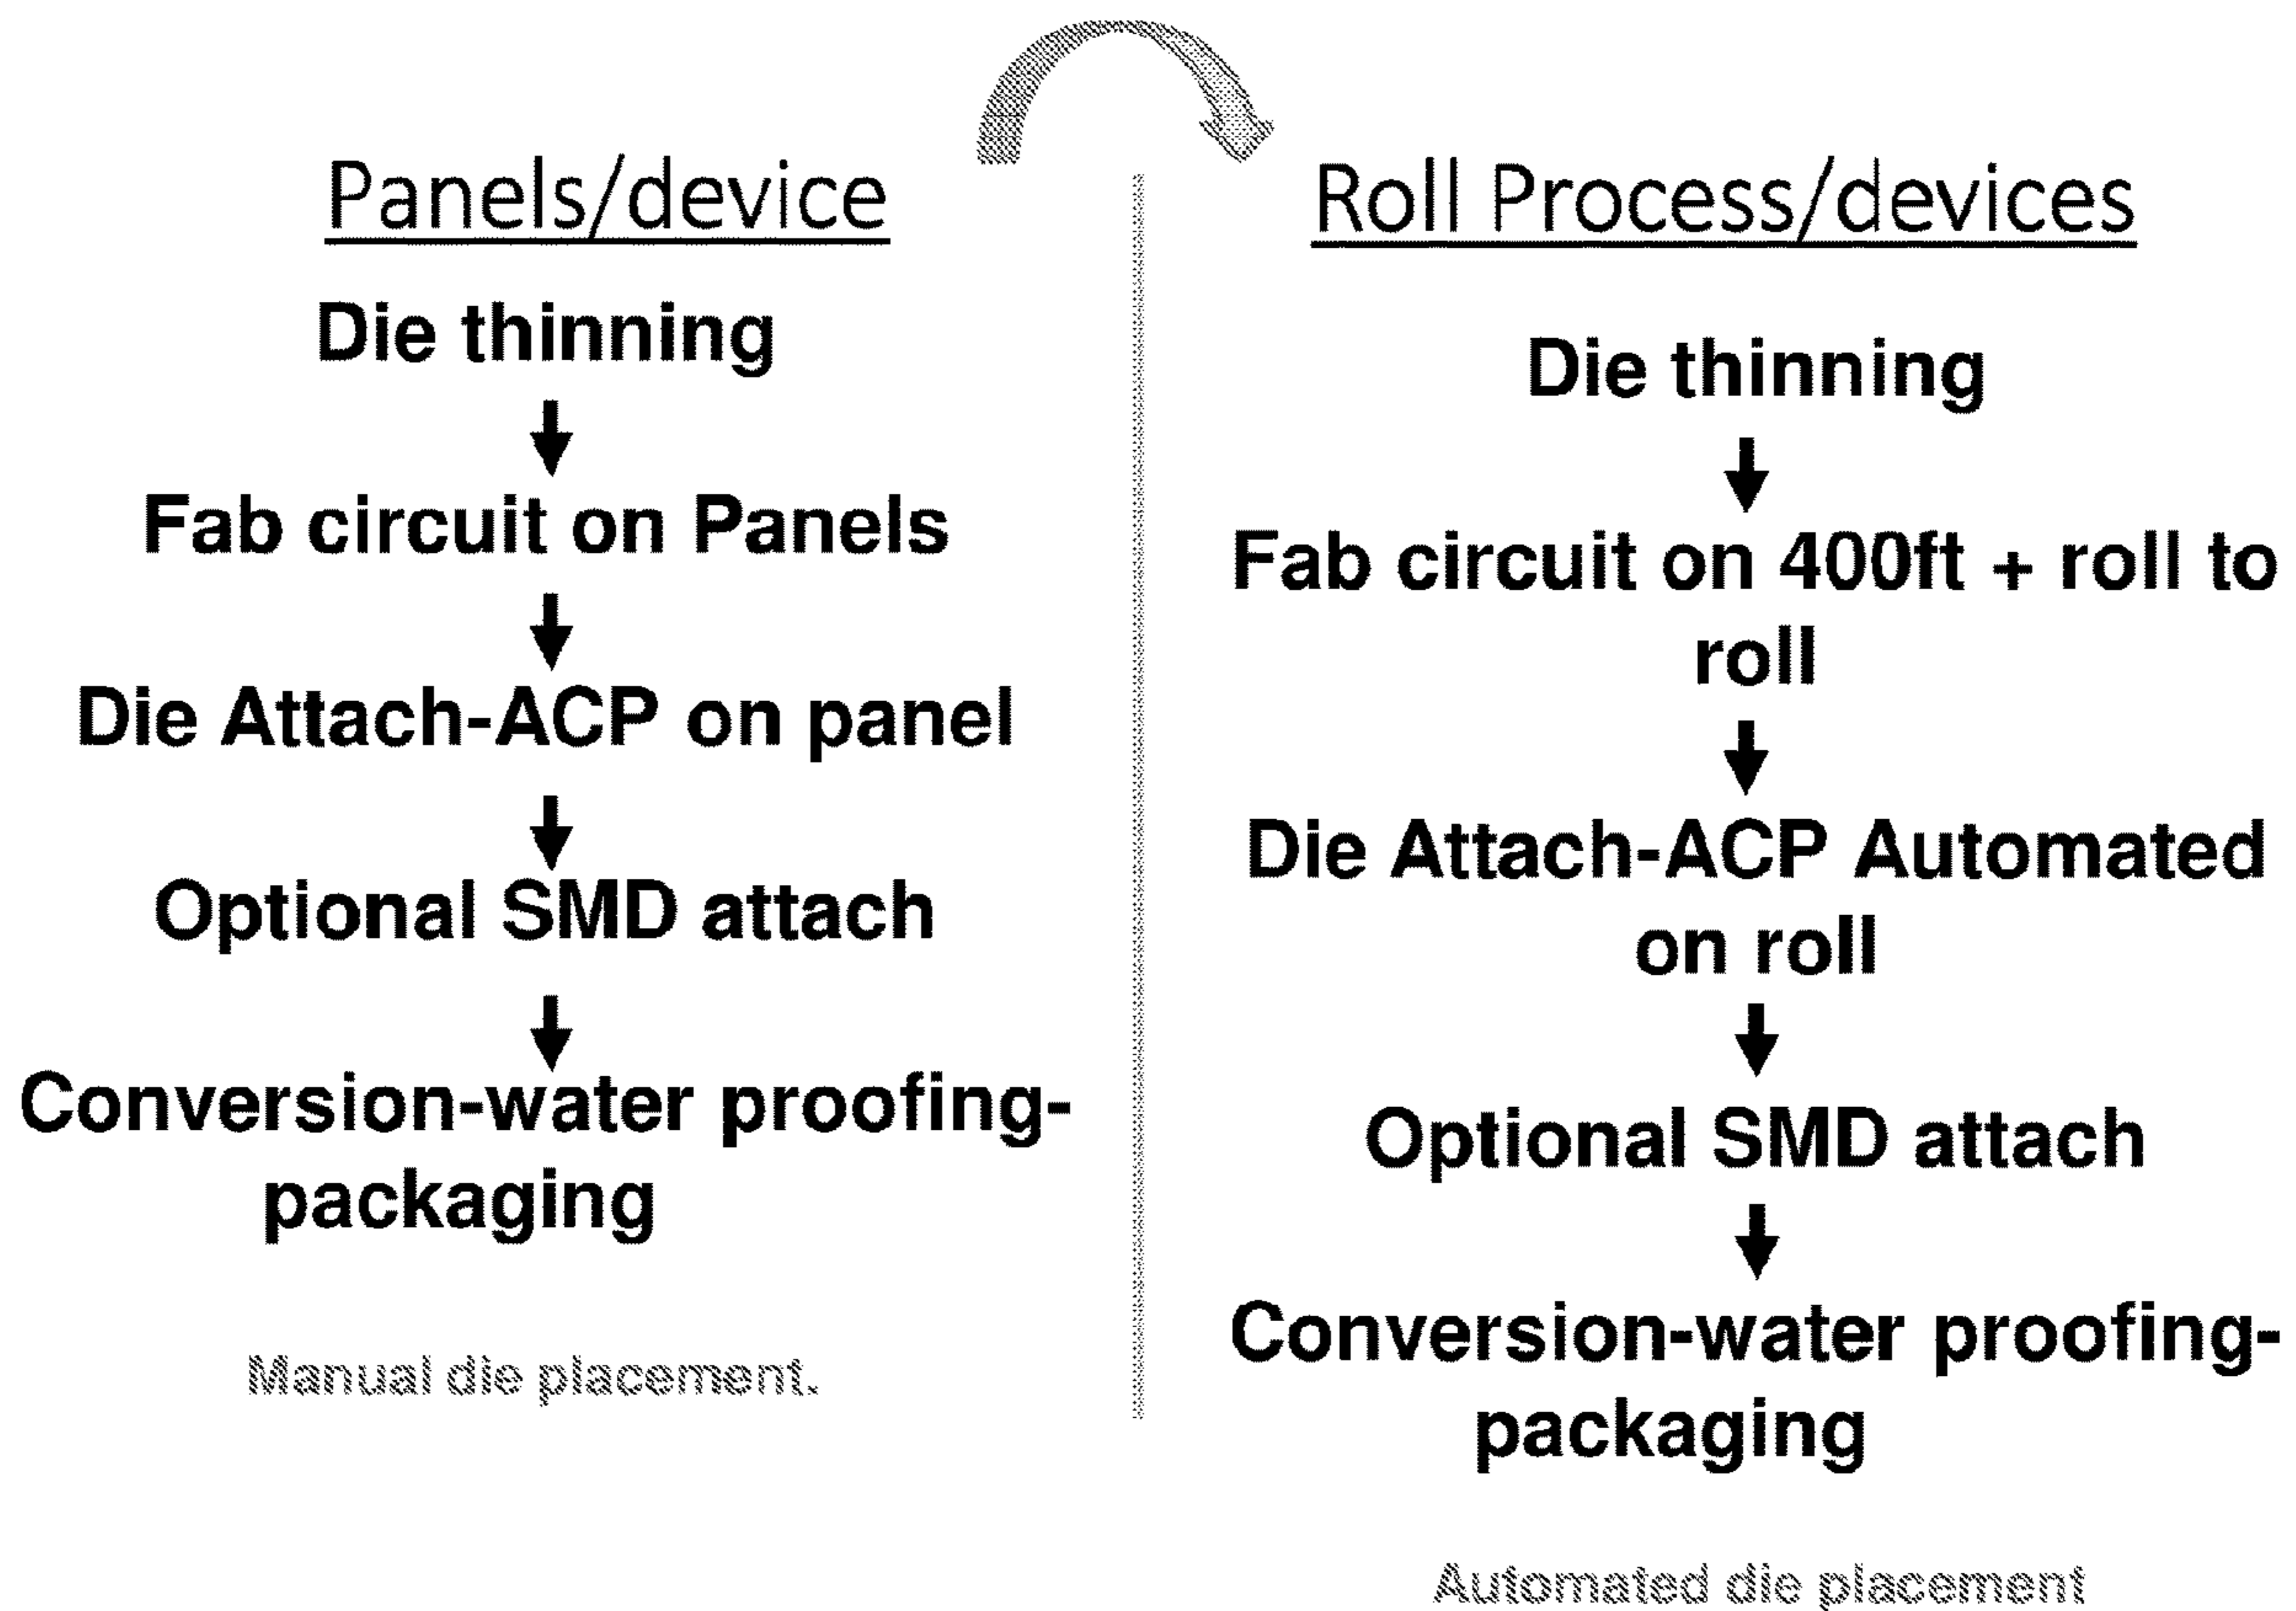 Panels/device
Die thinning
Fab circuit on Panels
Die Attach-ACP on panel
Optional SMD attach
Conversion-water proofing-
packaging
Manual die placement.
Roll Process/devices
Die thinning
Fab circuit on 400ft + roll to
roll
Die Attach-ACP Automated
on roll
Optional SMD attach
Conversion-water proofing-
packaging
Automated die placement